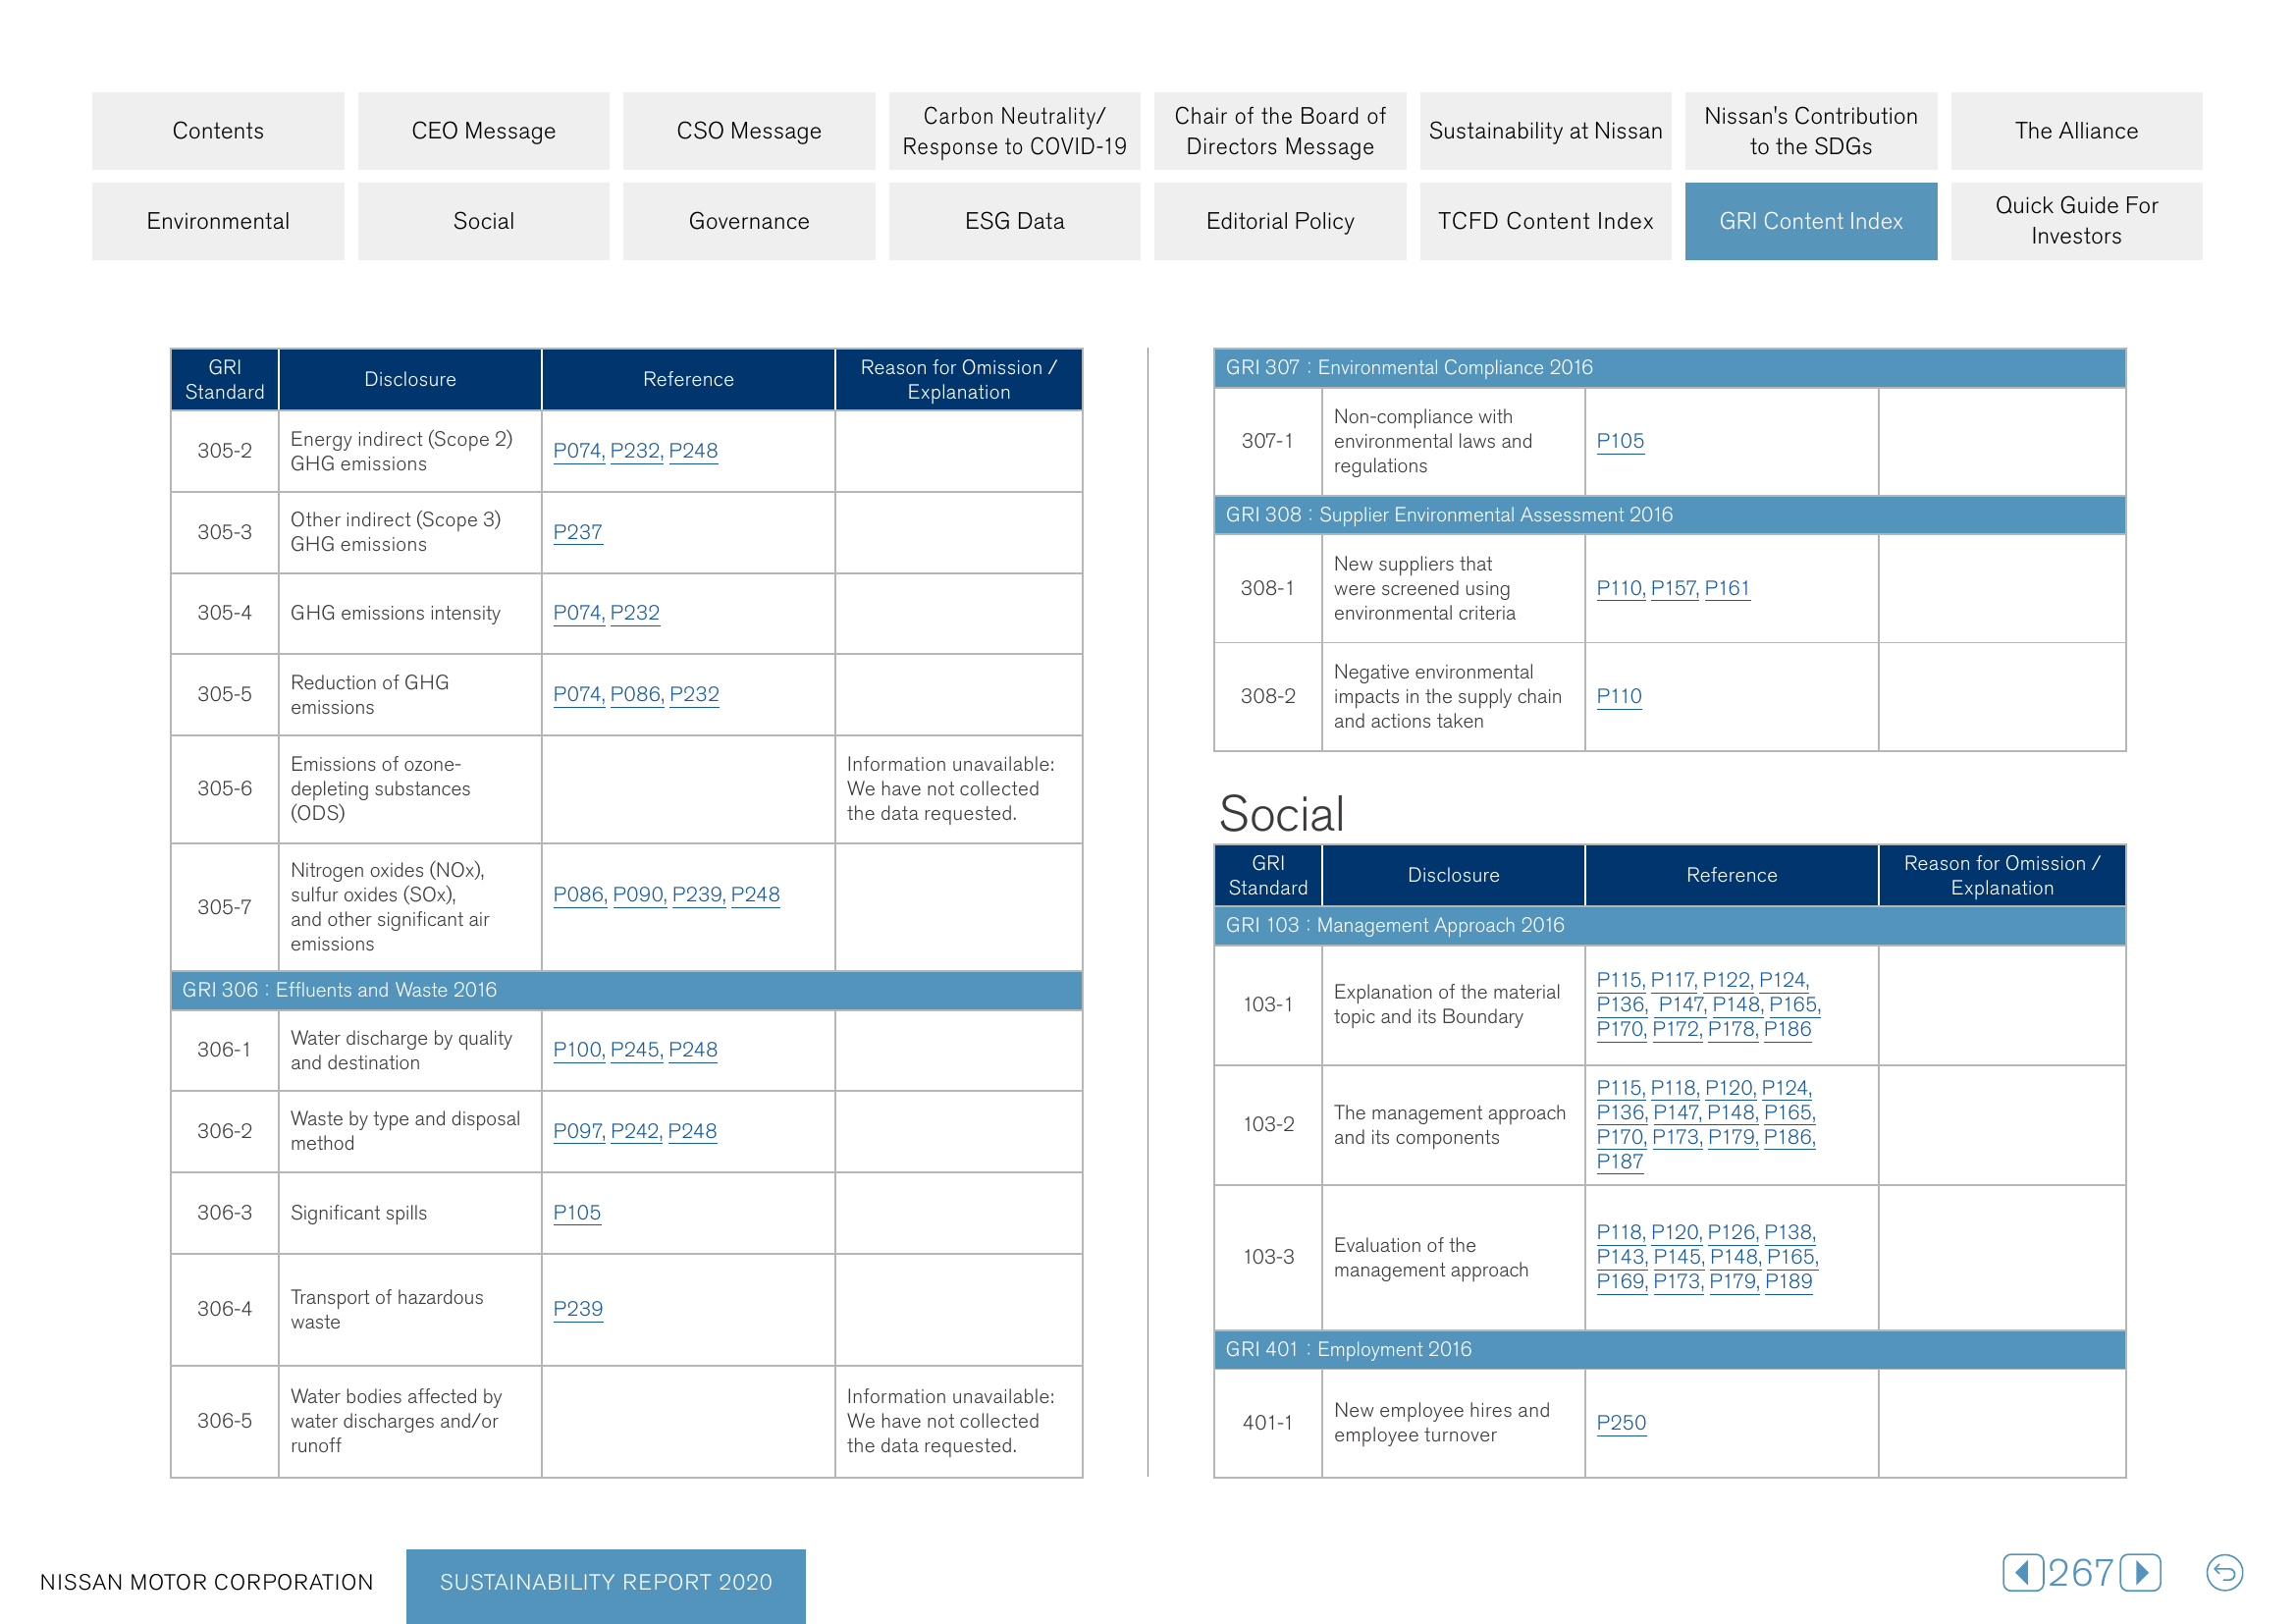 Contents
CEO Message
CSO Message
Carbon Neutrality/
Response to COVID-19
Chair of the Board of
Directors Message
Sustainability at Nissan
Nissan's Contribution
to the SDGs
The Alliance
Environmental
Social
Governance
ESG Data
Editorial Policy
TCFD Content Index
GRI Content Index
Quick Guide For
Investors
GRI
Standard
Disclosure
Reference
Reason for Omission /
Explanation
305-2
Energy indirect (Scope 2)
GHG emissions
P074, P232, P248
305-3
Other indirect (Scope 3)
GHG emissions
P237
305-4
GHG emissions intensity
P074, P232
305-5
Reduction of GHG
emissions
P074, P086, P232
305-6
Emissions of ozone-
depleting substances
(ODS)
Information unavailable:
We have not collected
the data requested.
305-7
Nitrogen oxides (NOx),
sulfur oxides (SOx),
and other significant air
emissions
P086, P090, P239, P248
GRI 306 : Effluents and Waste 2016
306-1
Water discharge by quality
and destination
P100, P245, P248
306-2
Waste by type and disposal
method
P097, P242, P248
306-3
Significant spills
P105
306-4
Transport of hazardous
waste
P239
306-5
Water bodies affected by
water discharges and/or
runoff
Information unavailable:
We have not collected
the data requested.
GRI 307 : Environmental Compliance 2016
307-1
Non-compliance with
environmental laws and
regulations
P105
GRI 308 : Supplier Environmental Assessment 2016
308-1
New suppliers that
were screened using
environmental criteria
P110, P157, P161
308-2
Negative environmental
impacts in the supply chain
and actions taken
P110
Social
GRI
Standard
Disclosure
Reference
Reason for Omission /
Explanation
GRI 103 : Management Approach 2016
103-1
Explanation of the material
topic and its Boundary
P115, P117, P122, P124,
P136, P147, P148, P165,
P170, P172, P178, P186
103-2
The management approach
and its components
P115, P118, P120, P124,
P136, P147, P148, P165,
P170, P173, P179, P186,
P187
103-3
Evaluation of the
management approach
P118, P120, P126, P138,
P143, P145, P148, P165,
P169, P173, P179, P189
GRI 401 : Employment 2016
401-1
New employee hires and
employee turnover
P250
NISSAN MOTOR CORPORATION
SUSTAINABILITY REPORT 2020
267